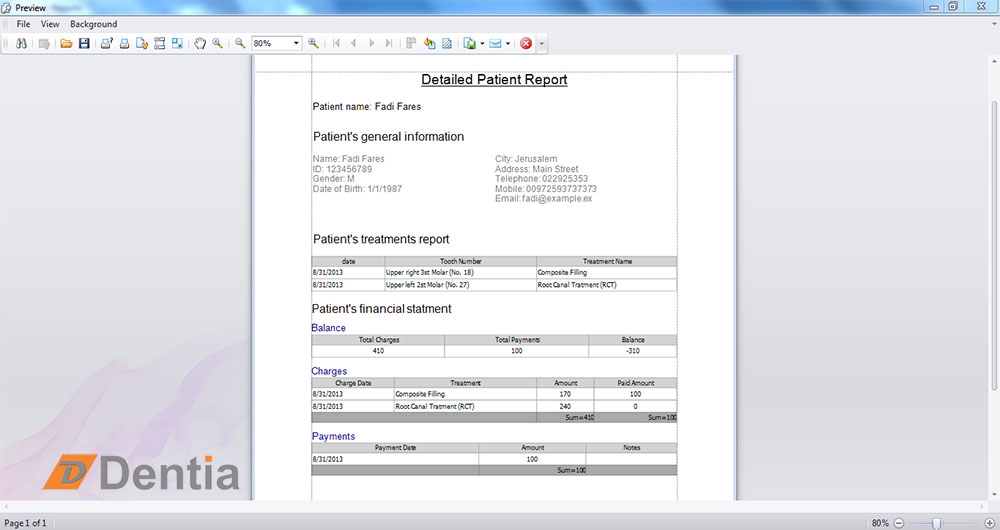 Preview
File View Background
80%
Detailed Patient Report
Patient name: Fadi Fares
Patient's general information
Name: Fadi Fares City: Jerusalem
ID: 123456789 Address: Main Street
Gender: M Telephone: 022925353
Date of Birth: 1/1/1987 Mobile: 00972593737373
Email: fadi@example.ex
Patient's treatments report
date Tooth Number Treatment Name
8/31/2013 Upper right 3st Molar (No. 18) Composite Filling
8/31/2013 Upper left 2st Molar (No. 27) Root Canal Tratment (RCT)
Patient's financial statment
Balance
Total Charges Total Payments Balance
410 100 -310
Charges
Charge Date Treatment Amount Paid Amount
8/31/2013 Composite Filling 170 100
8/31/2013 Root Canal Tratment (RCT) 240 0
Sum=410 Sum=100
Payments
Payment Date Amount Notes
8/31/2013 100
Sum=100
Dentia
Page 1 of 1 80%